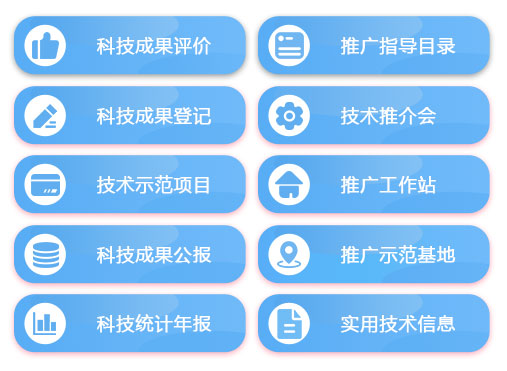 科技成果评价
推广指导目录
科技成果登记
技术推介会
技术示范项目
推广工作站
科技成果公报
推广示范基地
科技统计年报
实用技术信息